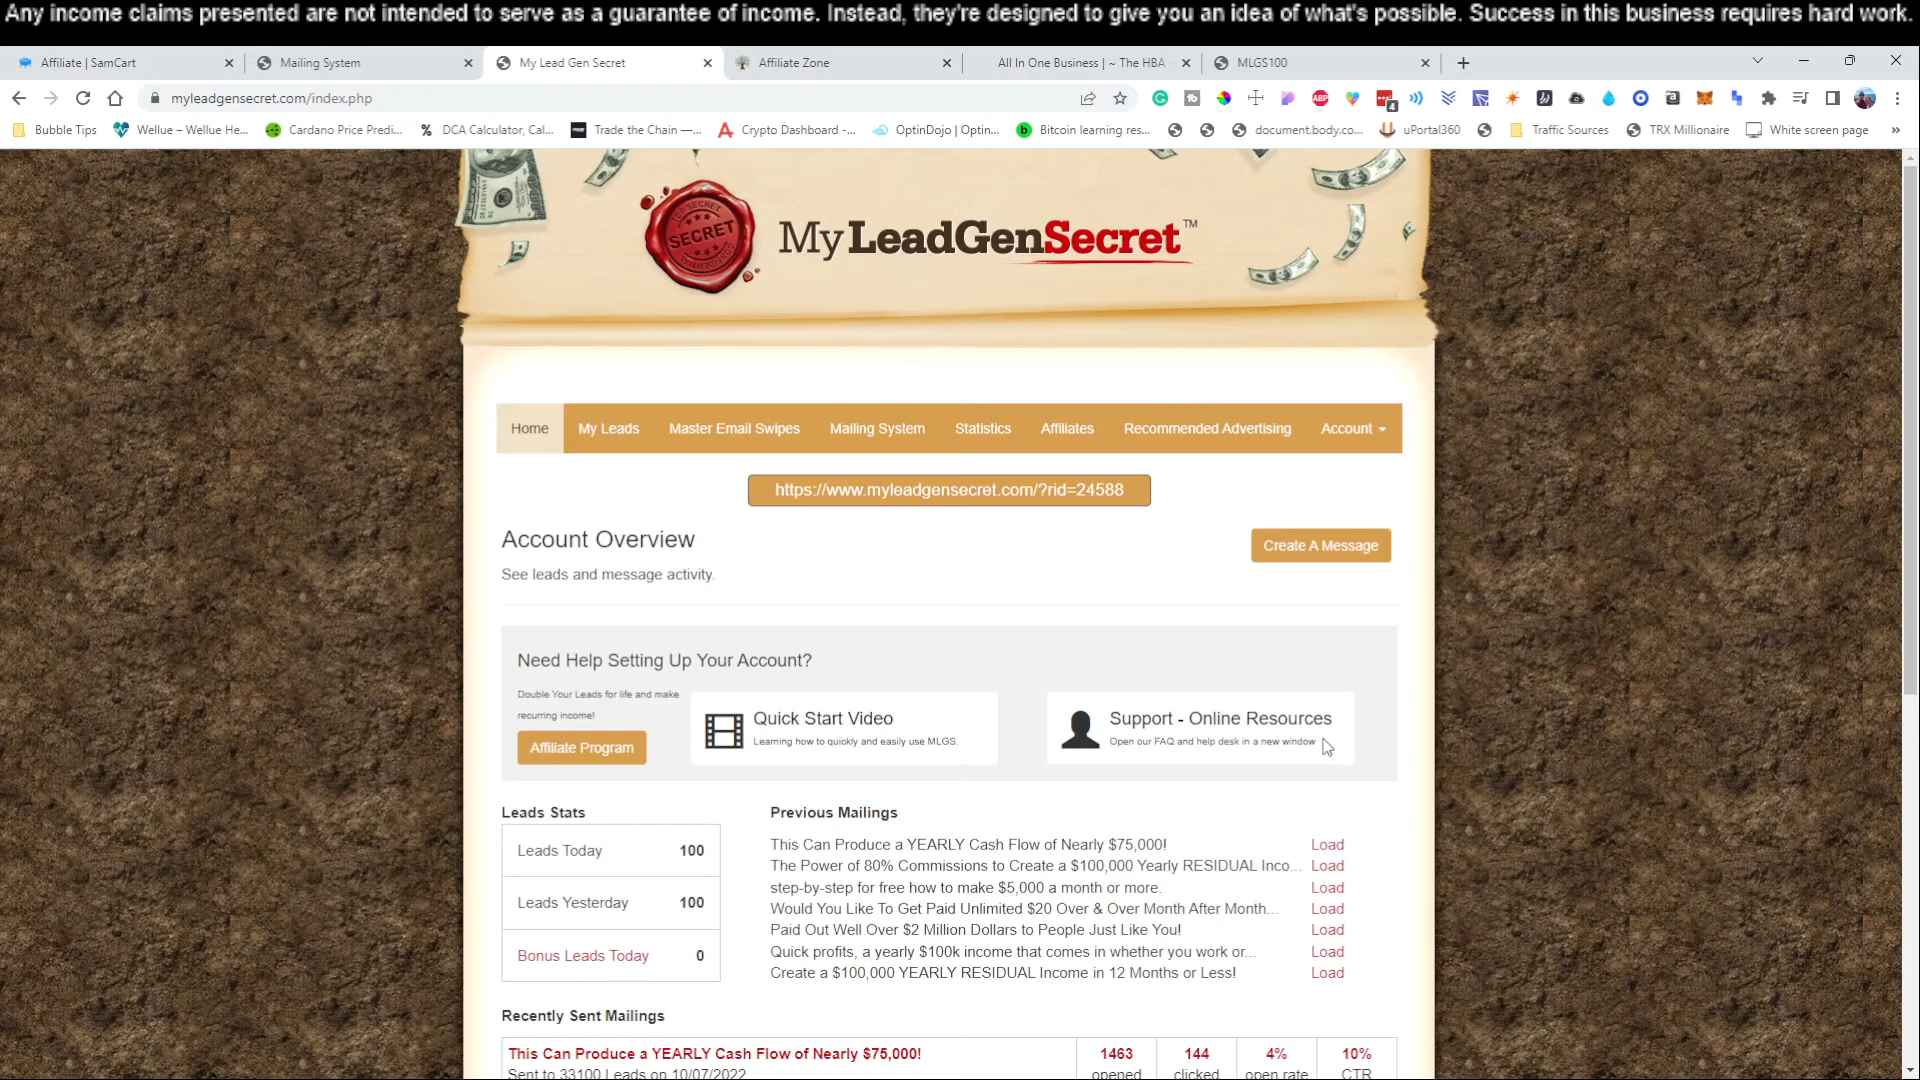 Any income claims presented are not intended to serve as a guarantee of income. Instead, they're designed to give you an idea of what's possible. Success in this business requires hard work.
Affiliate | SamCart
Mailing System
My Lead Gen Secret
Affiliate Zone
All In One Business | ~ The HBA
MLGS100
myleadgensecret.com/index.php
Bubble Tips
Wellue – Wellue He...
Cardano Price Predi...
DCA Calculator, Cal...
Trade the Chain —...
Crypto Dashboard -...
OptinDojo | Optin...
Bitcoin learning res...
document.body.co...
uPortal360
Traffic Sources
TRX Millionaire
White screen page
SECRET
MyLeadGenSecret™
Home
My Leads
Master Email Swipes
Mailing System
Statistics
Affiliates
Recommended Advertising
Account
https://www.myleadgensecret.com/?rid=24588
Account Overview
Create A Message
See leads and message activity.
Need Help Setting Up Your Account?
Double Your Leads for life and make
recurring income!
Affiliate Program
Quick Start Video
Learning how to quickly and easily use MLGS.
Support - Online Resources
Open our FAQ and help desk in a new window
Leads Stats
Leads Today 100
Leads Yesterday 100
Bonus Leads Today 0
Previous Mailings
This Can Produce a YEARLY Cash Flow of Nearly $75,000! Load
The Power of 80% Commissions to Create a $100,000 Yearly RESIDUAL Inco... Load
step-by-step for free how to make $5,000 a month or more. Load
Would You Like To Get Paid Unlimited $20 Over & Over Month After Month... Load
Paid Out Well Over $2 Million Dollars to People Just Like You! Load
Quick profits, a yearly $100k income that comes in whether you work or... Load
Create a $100,000 YEARLY RESIDUAL Income in 12 Months or Less! Load
Recently Sent Mailings
This Can Produce a YEARLY Cash Flow of Nearly $75,000! 1463 144 4% 10%
Sent to 33100 Leads on 10/07/2022 opened clicked open rate CTR